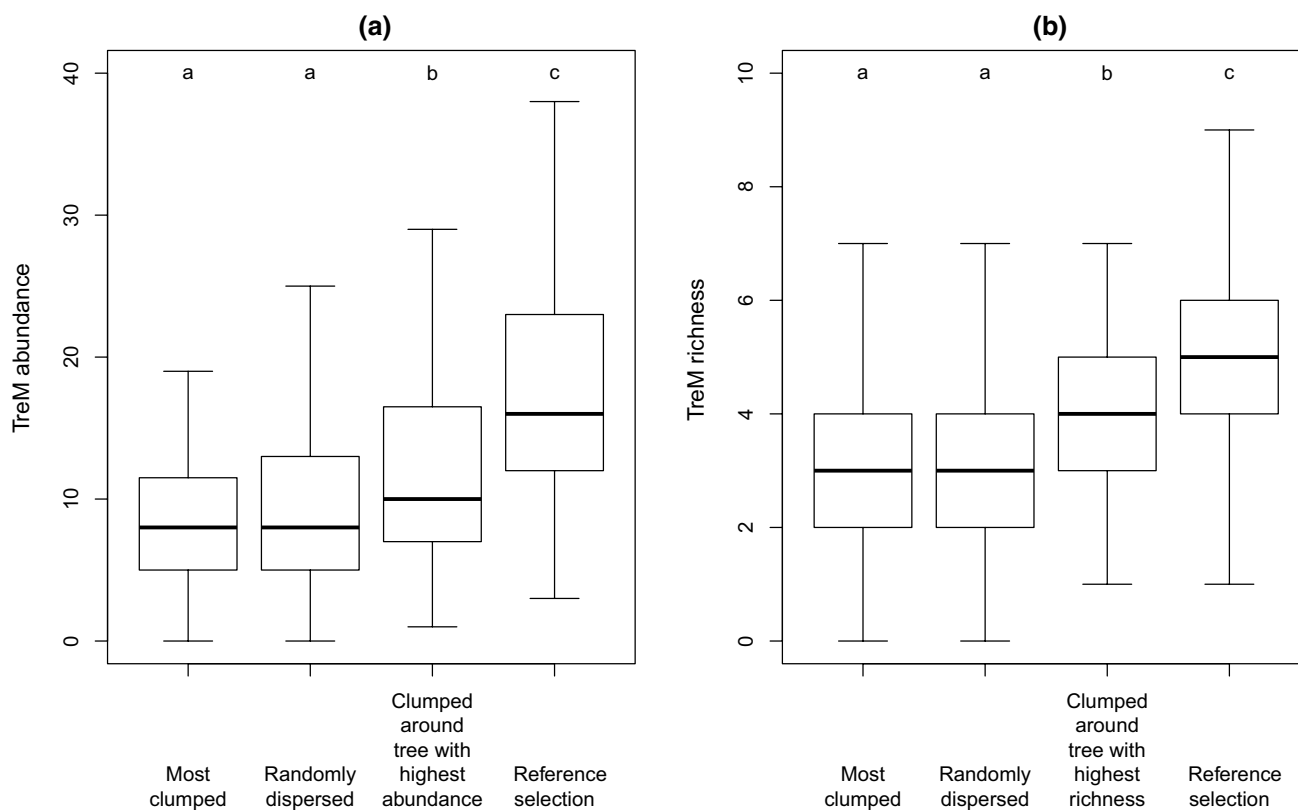 (a)
a a b c
40
30
20
10
0
TreM abundance
Most
clumped
Randomly
dispersed
Clumped
around
tree with
highest
abundance
Reference
selection
(b)
a a b c
10
8
6
4
2
0
TreM richness
Most
clumped
Randomly
dispersed
Clumped
around
tree with
highest
richness
Reference
selection